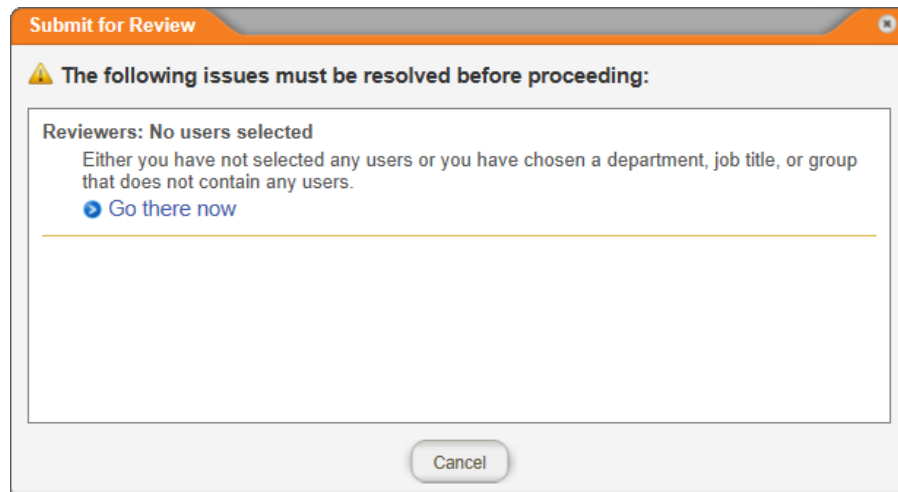 Submit for Review
The following issues must be resolved before proceeding:
Reviewers: No users selected
Either you have not selected any users or you have chosen a department, job title, or group
that does not contain any users.
Go there now
Cancel